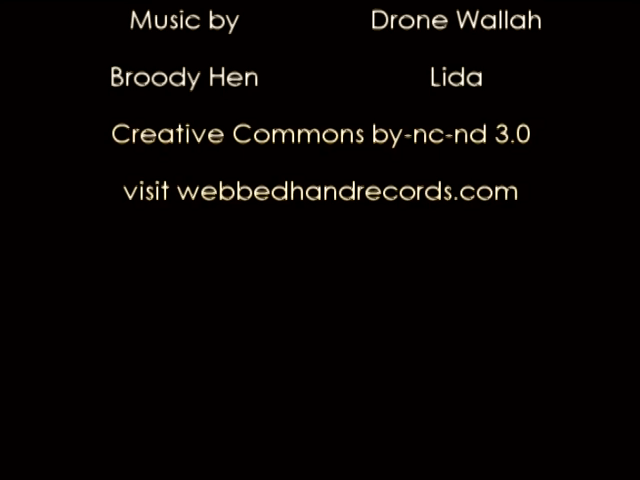 Music by Drone Wallah
Broody Hen Lida
Creative Commons by-nc-nd 3.0
visit webbedhandrecords.com